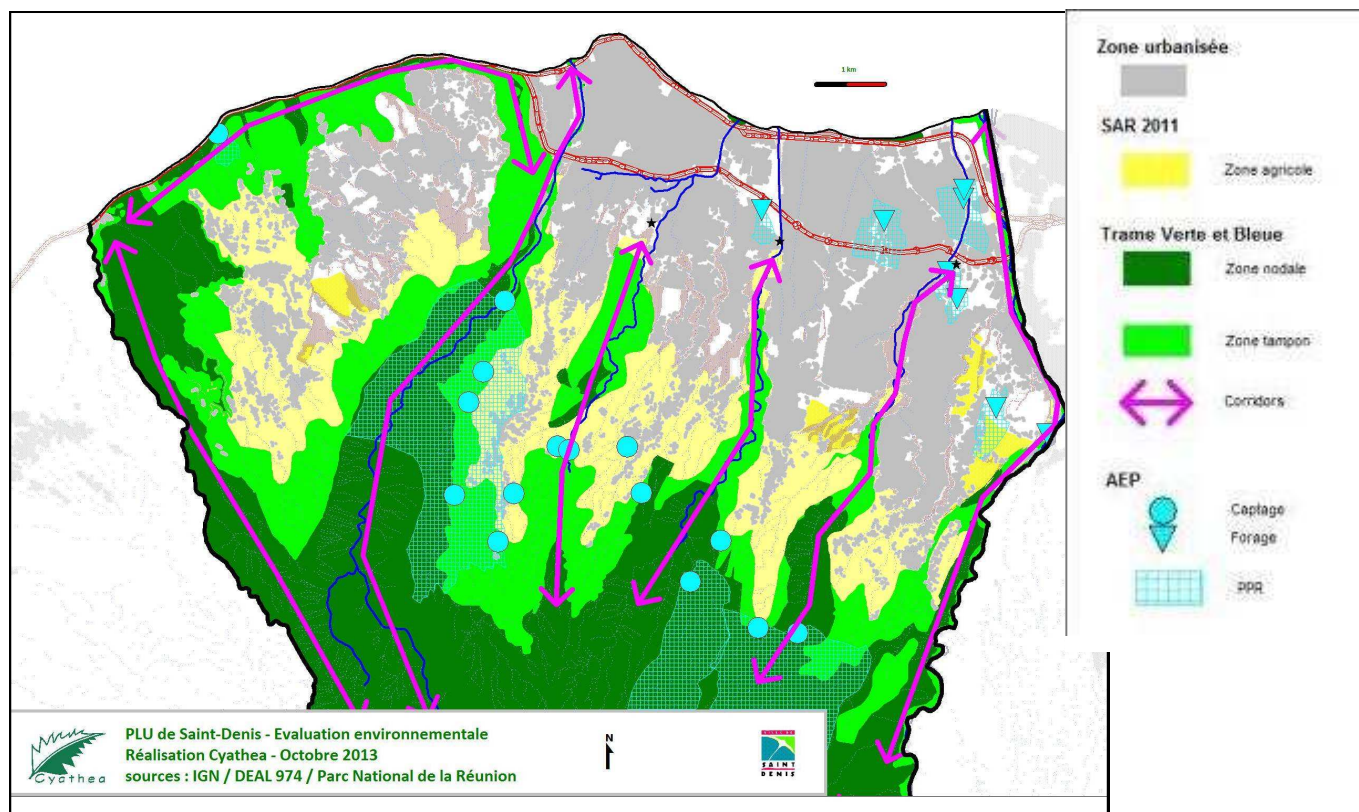 1 km
Zone urbanisée
SAR 2011
Zone agricole
Trame Verte et Bleue
Zone nodale
Zone tampon
Corridors
AEP
Captage
Forage
PPR
PLU de Saint-Denis - Evaluation environnementale
Réalisation Cyathea - Octobre 2013
sources : IGN / DEAL 974 / Parc National de la Réunion
Cyathea
N
SAINT
DENIS